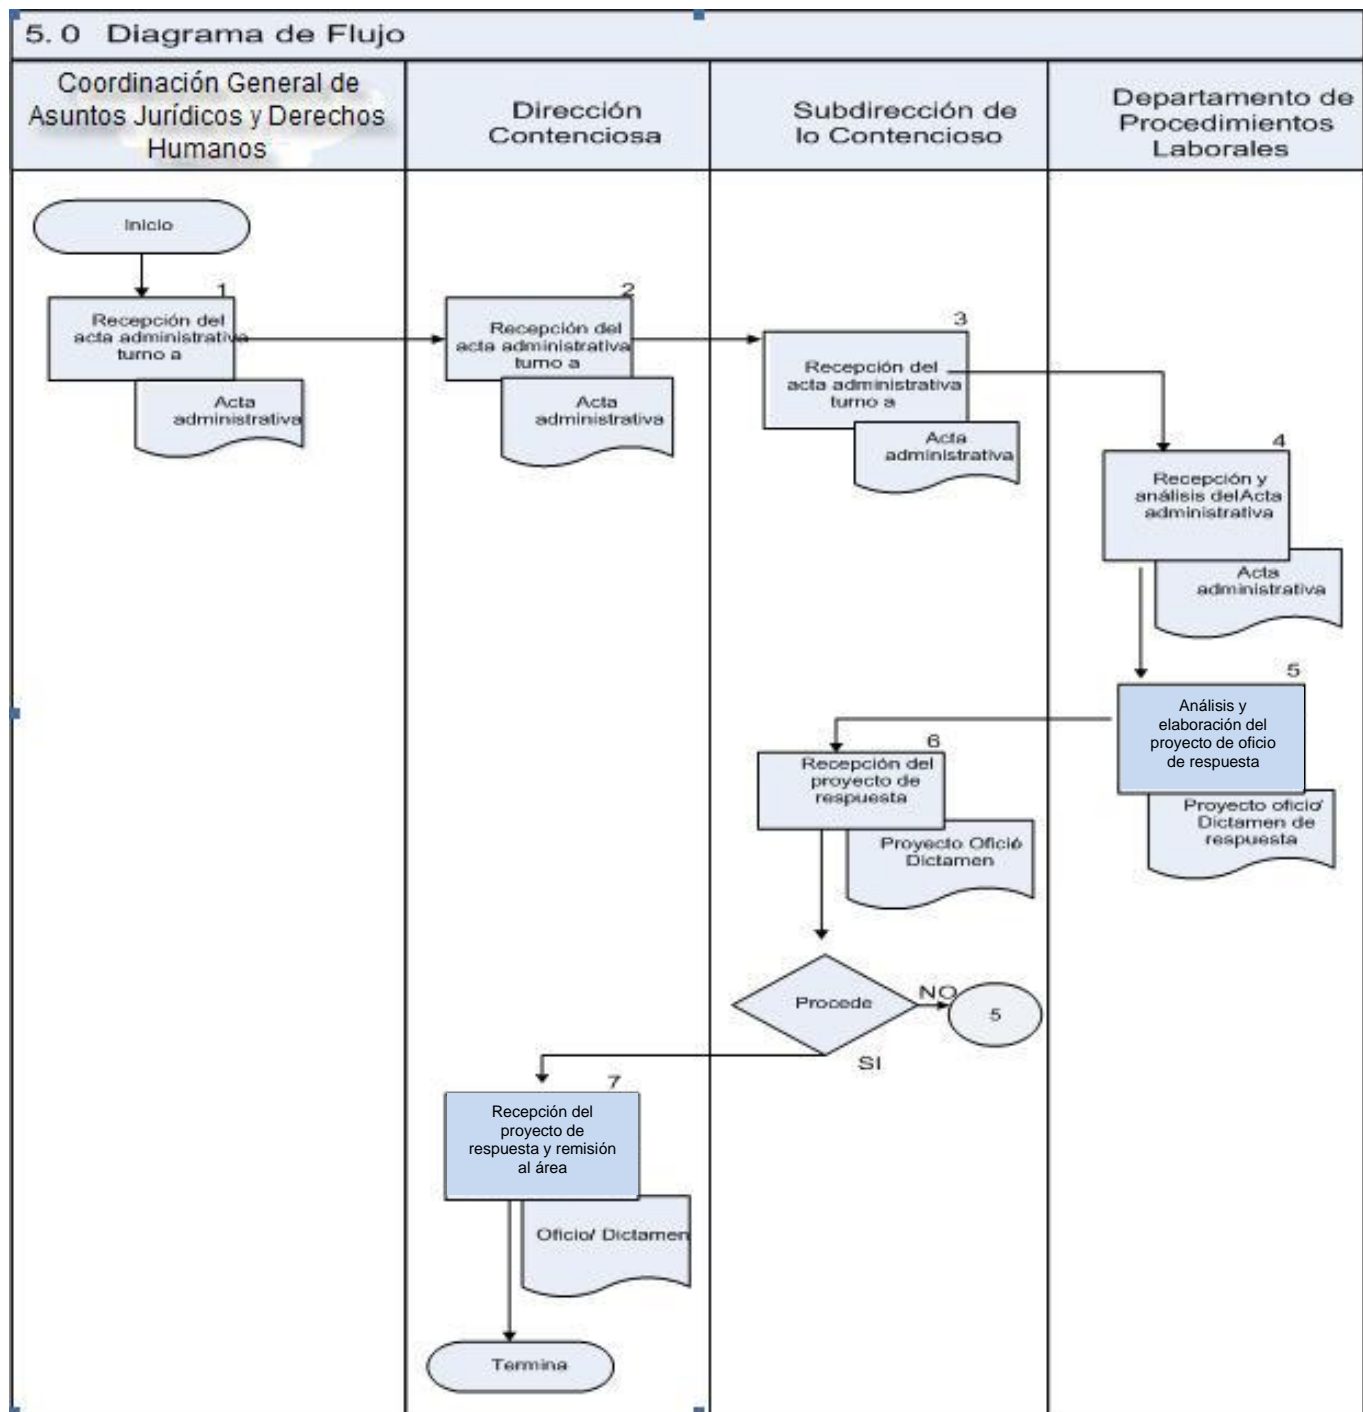 5. 0 Diagrama de Flujo
Coordinación General de
Asuntos Jurídicos y Derechos
Humanos
Dirección
Contenciosa
Subdirección de
lo Contencioso
Departamento de
Procedimientos
Laborales
Inicio
1
Recepción del
acta administrativa
turno a
Acta
administrativa
2
Recepción del
acta administrativa
turno a
Acta
administrativa
3
Recepción del
acta administrativa
turno a
Acta
administrativa
4
Recepción y
análisis delActa
administrativa
Acta
administrativa
5
Análisis y
elaboración del
proyecto de oficio
de respuesta
Proyecto oficio/
Dictamen de
respuesta
6
Recepción del
proyecto de
respuesta
Proyecto Oficio
Dictamen
Procede
NO
5
SI
7
Recepción del
proyecto de
respuesta y remisión
al área
Oficio/ Dictamen
Termina